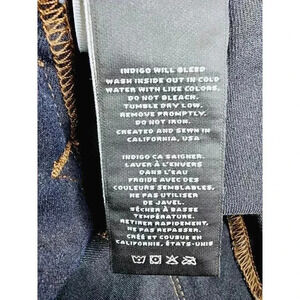 INDIGO WILL BLEED
WASH INSIDE OUT IN COLD
WATER WITH LIKE COLORS.
DO NOT BLEACH.
TUMBLE DRY LOW.
REMOVE PROMPTLY.
DO NOT IRON.
CREATED AND SEWN IN
CALIFORNIA, USA
INDIGO CA SAIGNER.
LAVER À L'ENVERS
DANS L'EAU
FROIDE AVEC DES
COULEURS SEMBLABLES,
NE PAS UTILISER
DE JAVEL.
SÉCHER À BASSE
TEMPÉRATURE.
RETIRER RAPIDEMENT,
NE PAS REPASSER.
CRÉÉ ET COUSU EN
CALIFORNIE, ÉTATS-UNIS